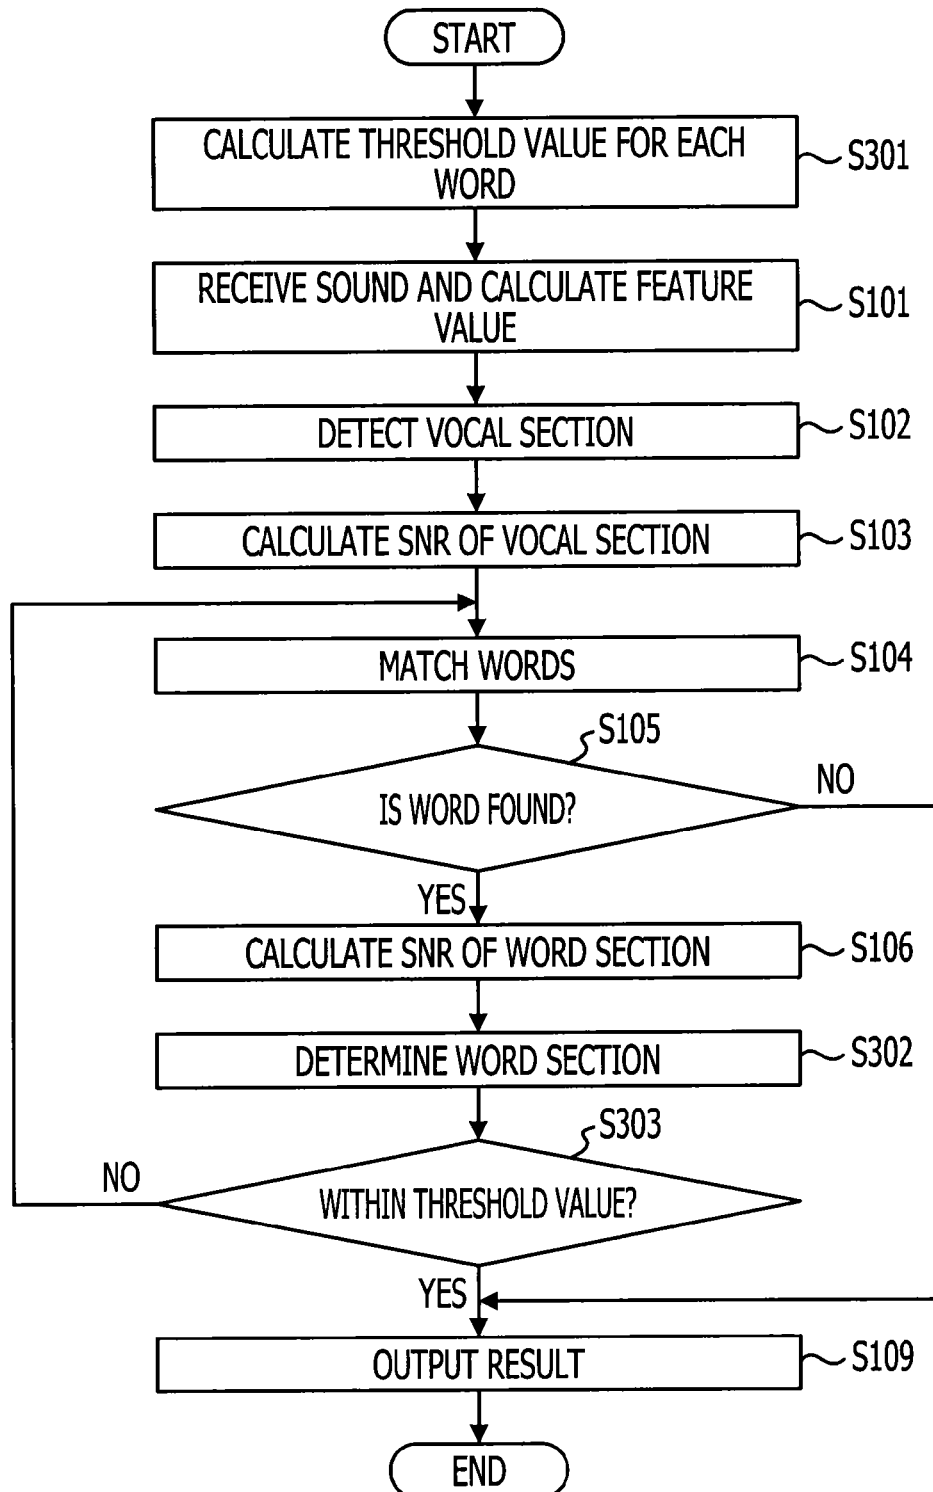 START
CALCULATE THRESHOLD VALUE FOR EACH
WORD
S301
RECEIVE SOUND AND CALCULATE FEATURE
VALUE
S101
DETECT VOCAL SECTION
S102
CALCULATE SNR OF VOCAL SECTION
S103
MATCH WORDS
S104
S105
IS WORD FOUND?
NO
YES
CALCULATE SNR OF WORD SECTION
S106
DETERMINE WORD SECTION
S302
S303
NO
WITHIN THRESHOLD VALUE?
YES
OUTPUT RESULT
S109
END